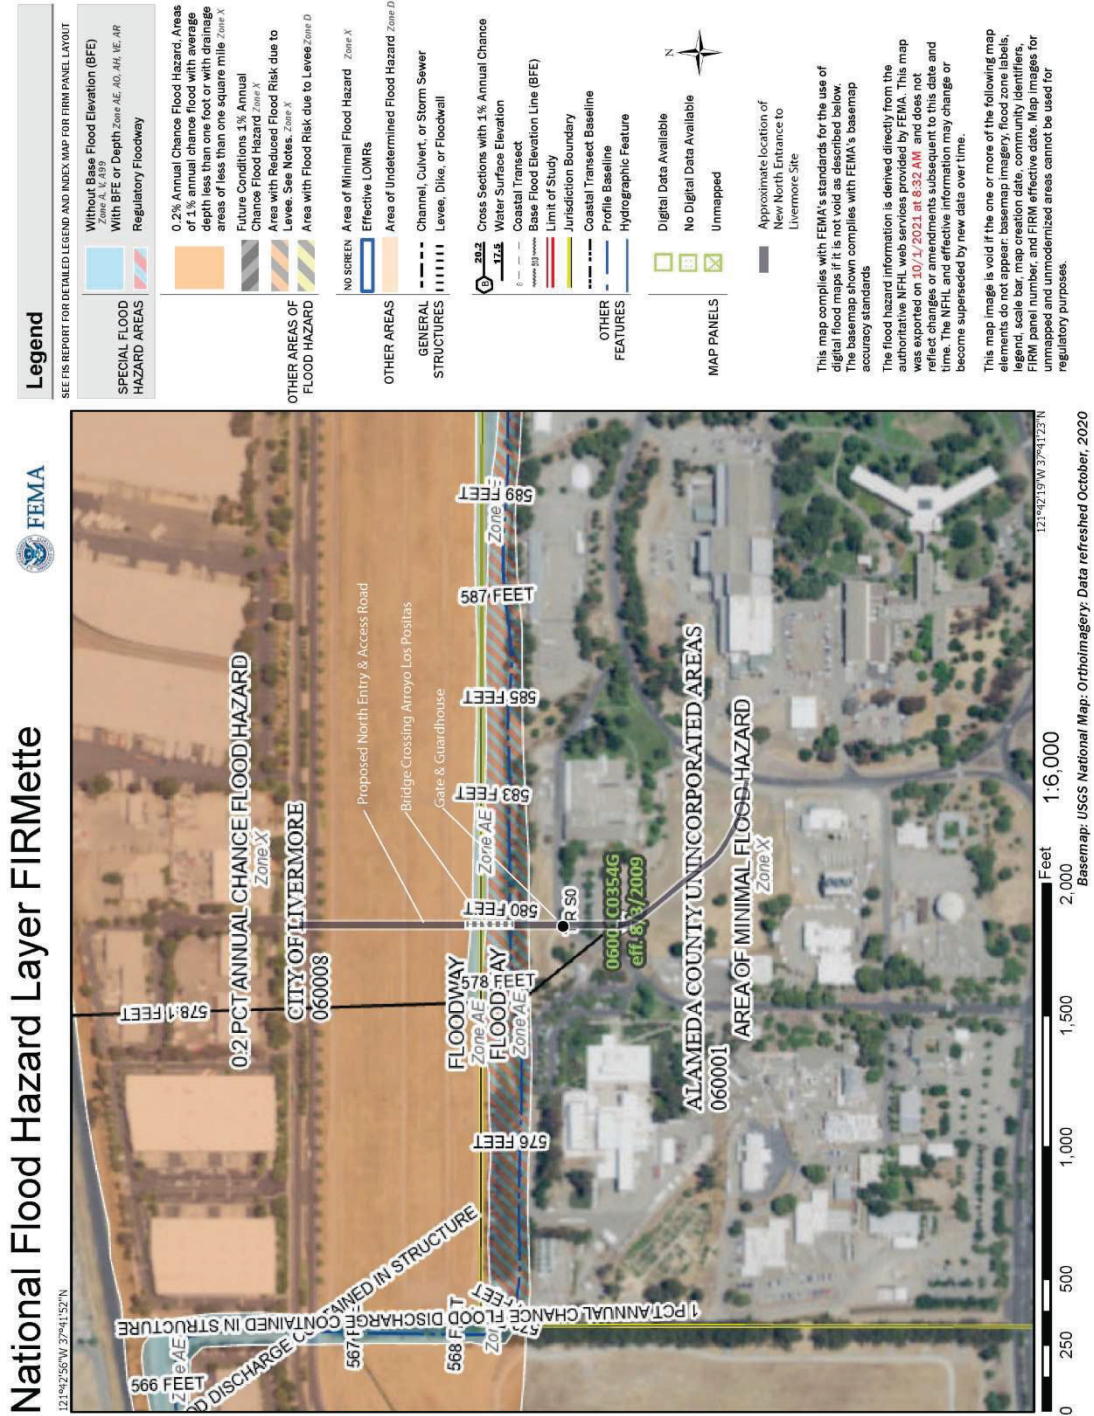 National Flood Hazard Layer FIRMette
FEMA
121°42'56"W 37°41'52"N
566 FEET
Zone AE
OD DISCHARGE CONTAINED IN STRUCTURE
567 FEET
568 FEET
1 PCT ANNUAL CHANCE FLOOD DISCHARGE CONTAINED IN STRUCTURE
578.1 FEET
0.2 PCT ANNUAL CHANCE FLOOD HAZARD
Zone X
CITY OF LIVERMORE
060008
Proposed North Entry & Access Road
Bridge Crossing Arroyo Los Positas
Gate & Guardhouse
FLOODWAY
Zone AE
FLOODWAY
Zone AE
576 FEET
578 FEET
580 FEET
Zone AE
583 FEET
585 FEET
587 FEET
Zone AE
589 FEET
eff. 8/3/2009
ALAMEDA COUNTY UNINCORPORATED AREAS
060001
AREA OF MINIMAL FLOOD HAZARD
Zone X
121°42'19"W 37°41'23"N
0 250 500 1,000 1,500 2,000
Feet
1:6,000
Basemap: USGS National Map: Orthoimagery: Data refreshed October, 2020
Legend
SEE FIS REPORT FOR DETAILED LEGEND AND INDEX MAP FOR FIRM PANEL LAYOUT
SPECIAL FLOOD
HAZARD AREAS
Without Base Flood Elevation (BFE)
Zone A, V, A99
With BFE or Depth Zone AE, AO, AH, VE, AR
Regulatory Floodway
OTHER AREAS OF
FLOOD HAZARD
0.2% Annual Chance Flood Hazard, Areas
of 1% annual chance flood with average
depth less than one foot or with drainage
areas of less than one square mile Zone X
Future Conditions 1% Annual
Chance Flood Hazard Zone X
Area with Reduced Flood Risk due to
Levee. See Notes. Zone X
Area with Flood Risk due to Levee Zone D
OTHER AREAS
NO SCREEN Area of Minimal Flood Hazard Zone X
Effective LOMRs
Area of Undetermined Flood Hazard Zone D
GENERAL
STRUCTURES
Channel, Culvert, or Storm Sewer
Levee, Dike, or Floodwall
OTHER
FEATURES
B 20.2 Cross Sections with 1% Annual Chance
17.5 Water Surface Elevation
8 Coastal Transect
513 Base Flood Elevation Line (BFE)
Limit of Study
Jurisdiction Boundary
Coastal Transect Baseline
Profile Baseline
Hydrographic Feature
MAP PANELS
Digital Data Available
No Digital Data Available
Unmapped
N
Approximate location of
New North Entrance to
Livermore Site
This map complies with FEMA's standards for the use of
digital flood maps if it is not void as described below.
The basemap shown complies with FEMA's basemap
accuracy standards
The flood hazard information is derived directly from the
authoritative NFHL web services provided by FEMA. This map
was exported on 10/1/2021 at 8:32 AM and does not
reflect changes or amendments subsequent to this date and
time. The NFHL and effective information may change or
become superseded by new data over time.
This map image is void if the one or more of the following map
elements do not appear: basemap imagery, flood zone labels,
legend, scale bar, map creation date, community identifiers,
FIRM panel number, and FIRM effective date. Map images for
unmapped and unmodernized areas cannot be used for
regulatory purposes.